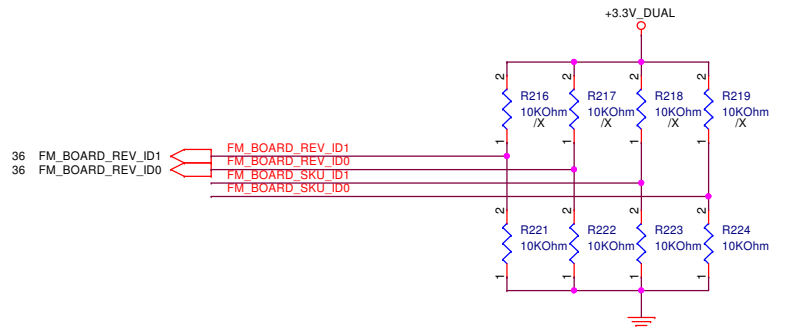 +3.3V_DUAL
2 2 2 2
R216 R217 R218 R219
10KOhm 10KOhm 10KOhm 10KOhm
/X /X /X /X
1 1 1 1
FM_BOARD_REV_ID1
36 FM_BOARD_REV_ID1
FM_BOARD_REV_ID0
36 FM_BOARD_REV_ID0
FM_BOARD_SKU_ID1
FM_BOARD_SKU_ID0
2 2 2 2
R221 R222 R223 R224
10KOhm 10KOhm 10KOhm 10KOhm
1 1 1 1